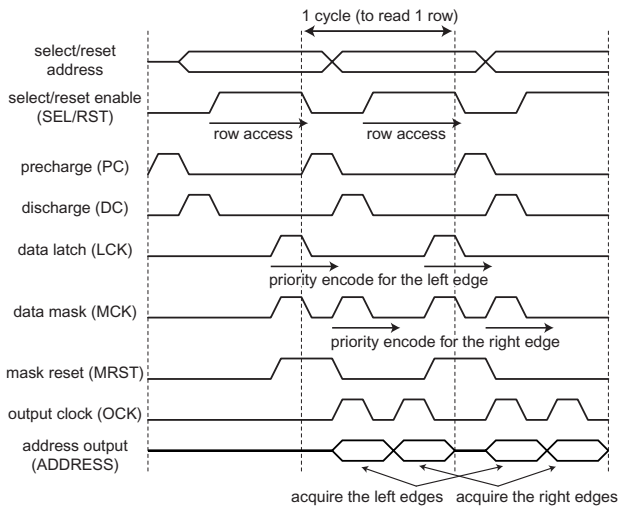 1 cycle (to read 1 row)
select/reset
address
select/reset enable
(SEL/RST)
row access
row access
precharge (PC)
discharge (DC)
data latch (LCK)
priority encode for the left edge
data mask (MCK)
priority encode for the right edge
mask reset (MRST)
output clock (OCK)
address output
(ADDRESS)
acquire the left edges
acquire the right edges